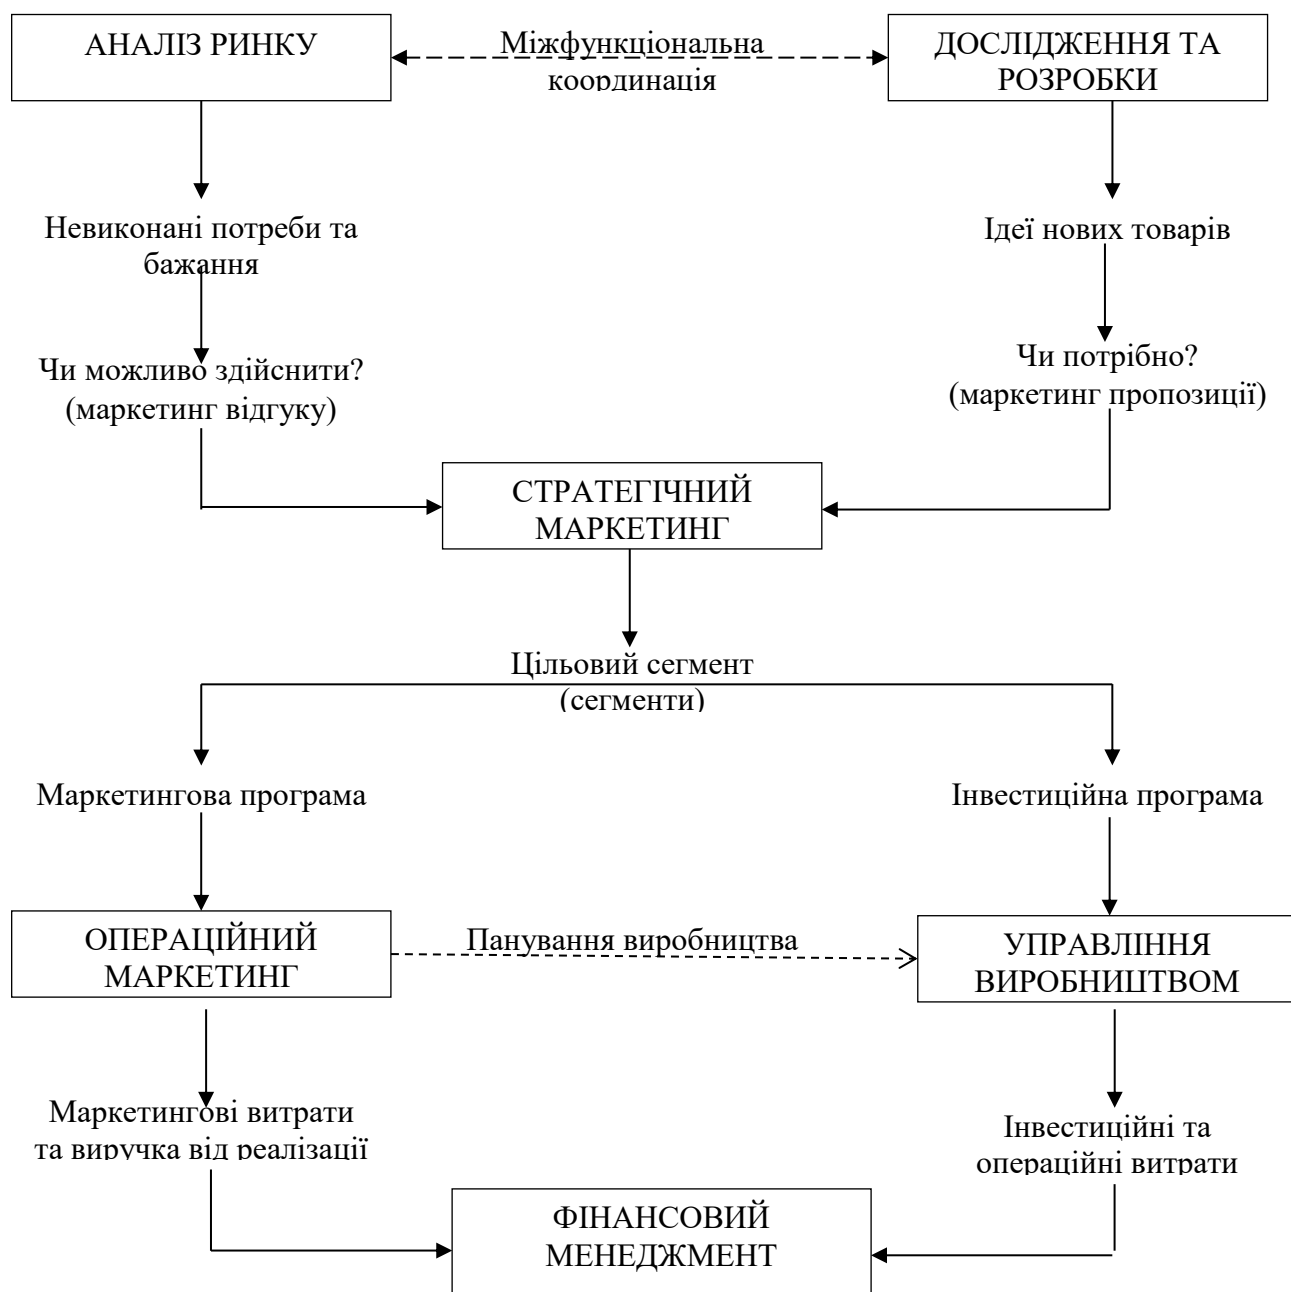 АНАЛІЗ РИНКУ
Міжфункціональна
координація
ДОСЛІДЖЕННЯ ТА
РОЗРОБКИ
Невиконані потреби та
бажання
Ідеї нових товарів
Чи можливо здійснити?
(маркетинг відгуку)
Чи потрібно?
(маркетинг пропозиції)
СТРАТЕГІЧНИЙ
МАРКЕТИНГ
Цільовий сегмент
(сегменти)
Маркетингова програма
Інвестиційна програма
ОПЕРАЦІЙНИЙ
МАРКЕТИНГ
Панування виробництва
УПРАВЛІННЯ
ВИРОБНИЦТВОМ
Маркетингові витрати
та виручка від реалізації
Інвестиційні та
операційні витрати
ФІНАНСОВИЙ
МЕНЕДЖМЕНТ